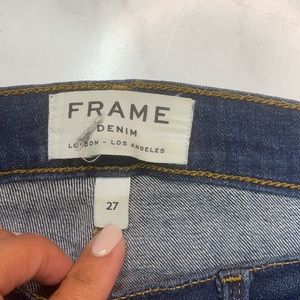 FRAME
DENIM
LONDON - LOS ANGELES
27